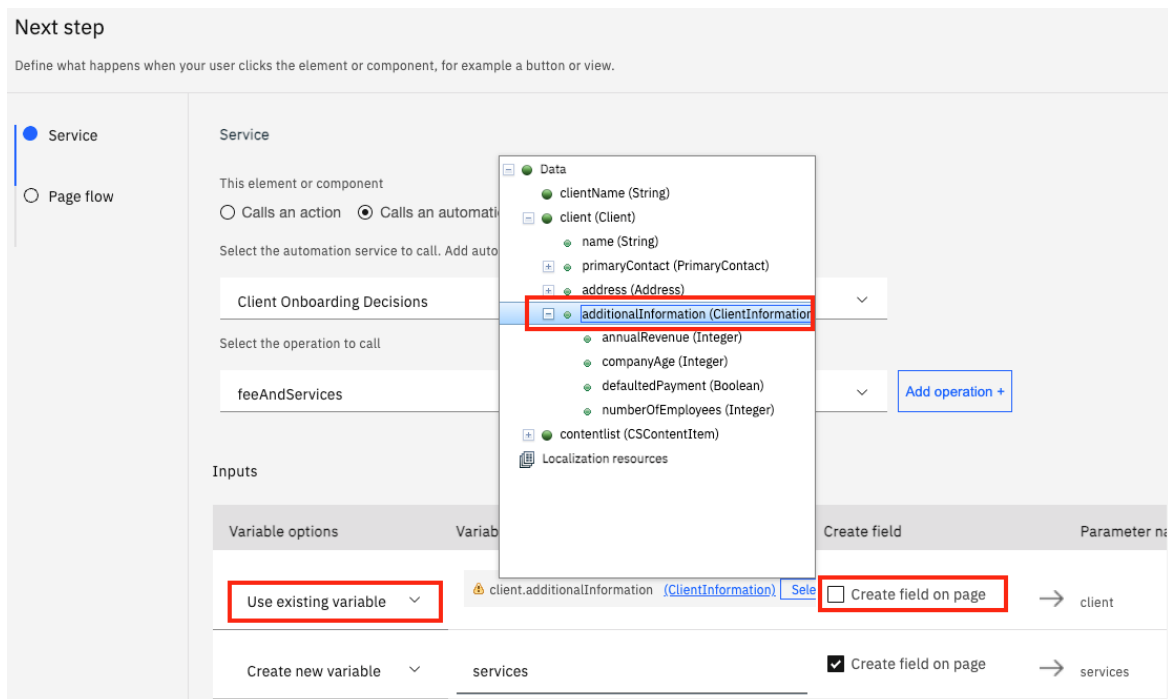 Next step
Define what happens when your user clicks the element or component, for example a button or view.
Service
Page flow
Service
This element or component
Calls an action
Calls an automati
Select the automation service to call. Add auto
Client Onboarding Decisions
Select the operation to call
feeAndServices
Add operation +
Data
clientName (String)
client (Client)
name (String)
primaryContact (PrimaryContact)
address (Address)
additionalInformation (ClientInformation
annualRevenue (Integer)
companyAge (Integer)
defaultedPayment (Boolean)
numberOfEmployees (Integer)
contentlist (CSContentItem)
Localization resources
Inputs
Variable options Variab Create field Parameter na
Use existing variable client.additionalInformation (ClientInformation) Sele Create field on page → client
Create new variable services Create field on page → services